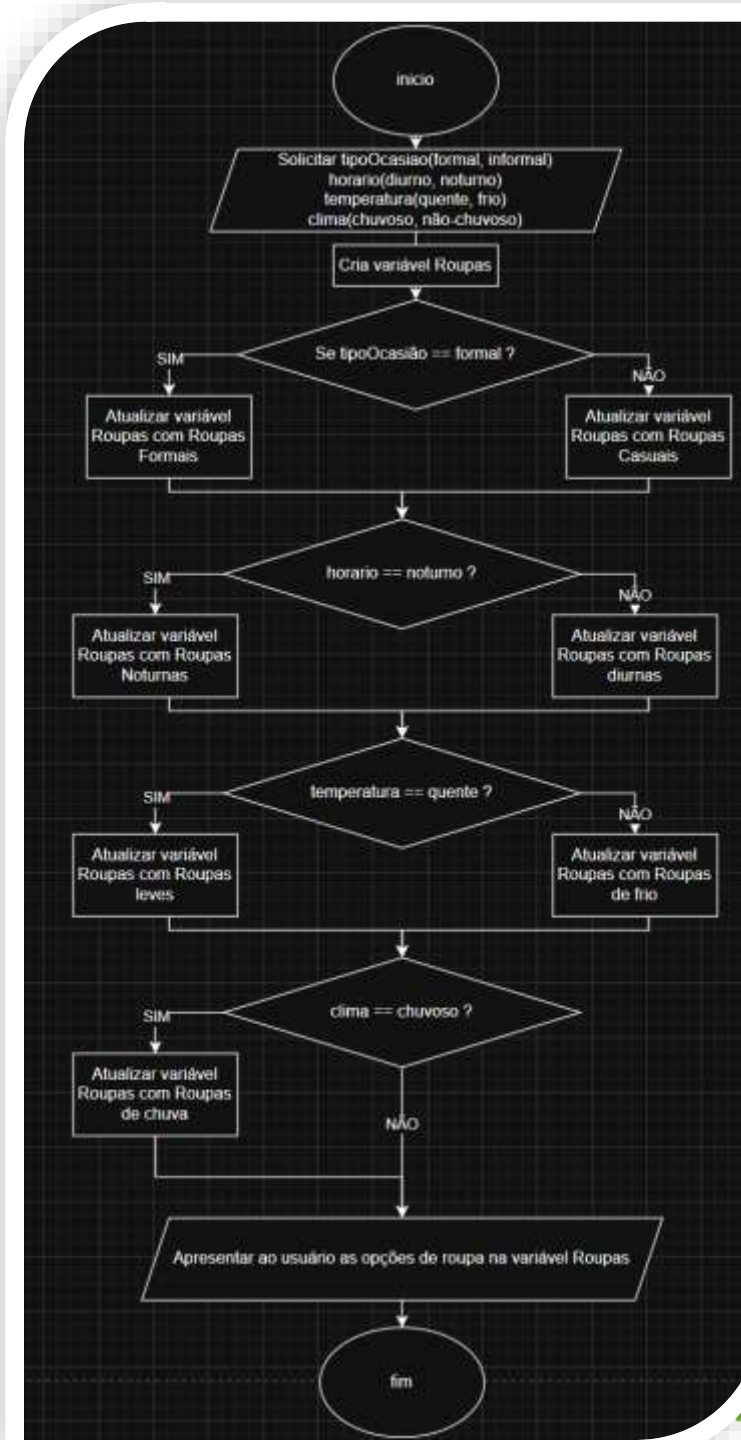 inicio
Solicitar tipoOcasiao(formal, informal)
horario(diurno, noturno)
temperatura(quente, frio)
clima(chuvoso, não-chuvoso)
Cria variável Roupas
Se tipoOcasião == formal ?
SIM
NÃO
Atualizar variável
Roupas com Roupas
Formais
Atualizar variável
Roupas com Roupas
Casuais
horario == noturno ?
SIM
NÃO
Atualizar variável
Roupas com Roupas
Noturnas
Atualizar variável
Roupas com Roupas
diurnas
temperatura == quente ?
SIM
NÃO
Atualizar variável
Roupas com Roupas
leves
Atualizar variável
Roupas com Roupas
de frio
clima == chuvoso ?
SIM
Atualizar variável
Roupas com Roupas
de chuva
NÃO
Apresentar ao usuário as opções de roupa na variável Roupas
fim